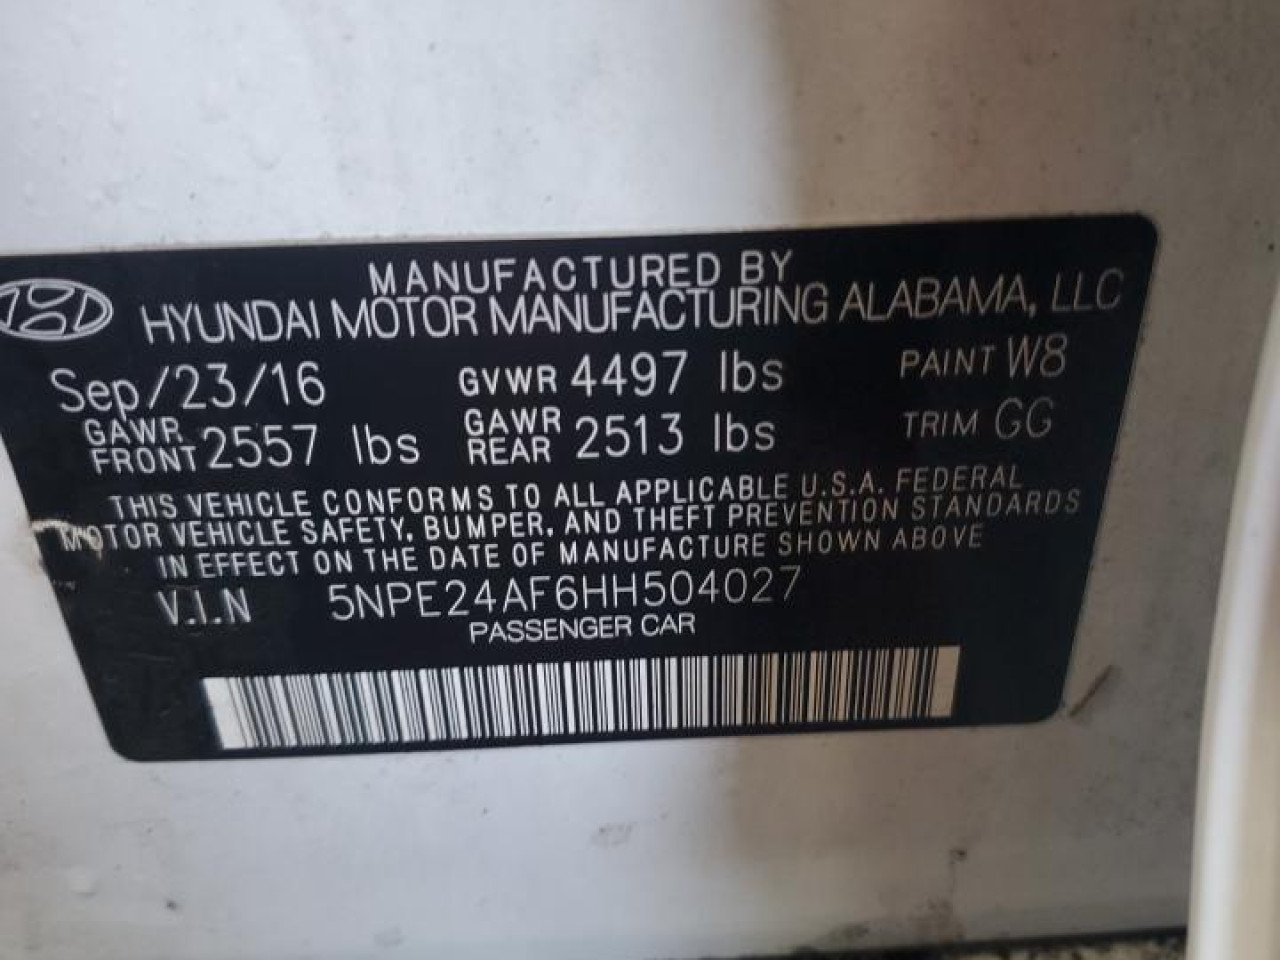 MANUFACTURED BY
HYUNDAI MOTOR MANUFACTURING ALABAMA, LLC
Sep/23/16 GVWR 4497 lbs PAINT W8
GAWR FRONT 2557 lbs GAWR REAR 2513 lbs TRIM GG
THIS VEHICLE CONFORMS TO ALL APPLICABLE U.S.A. FEDERAL
MOTOR VEHICLE SAFETY, BUMPER, AND THEFT PREVENTION STANDARDS
IN EFFECT ON THE DATE OF MANUFACTURE SHOWN ABOVE
V.I.N 5NPE24AF6HH504027
PASSENGER CAR